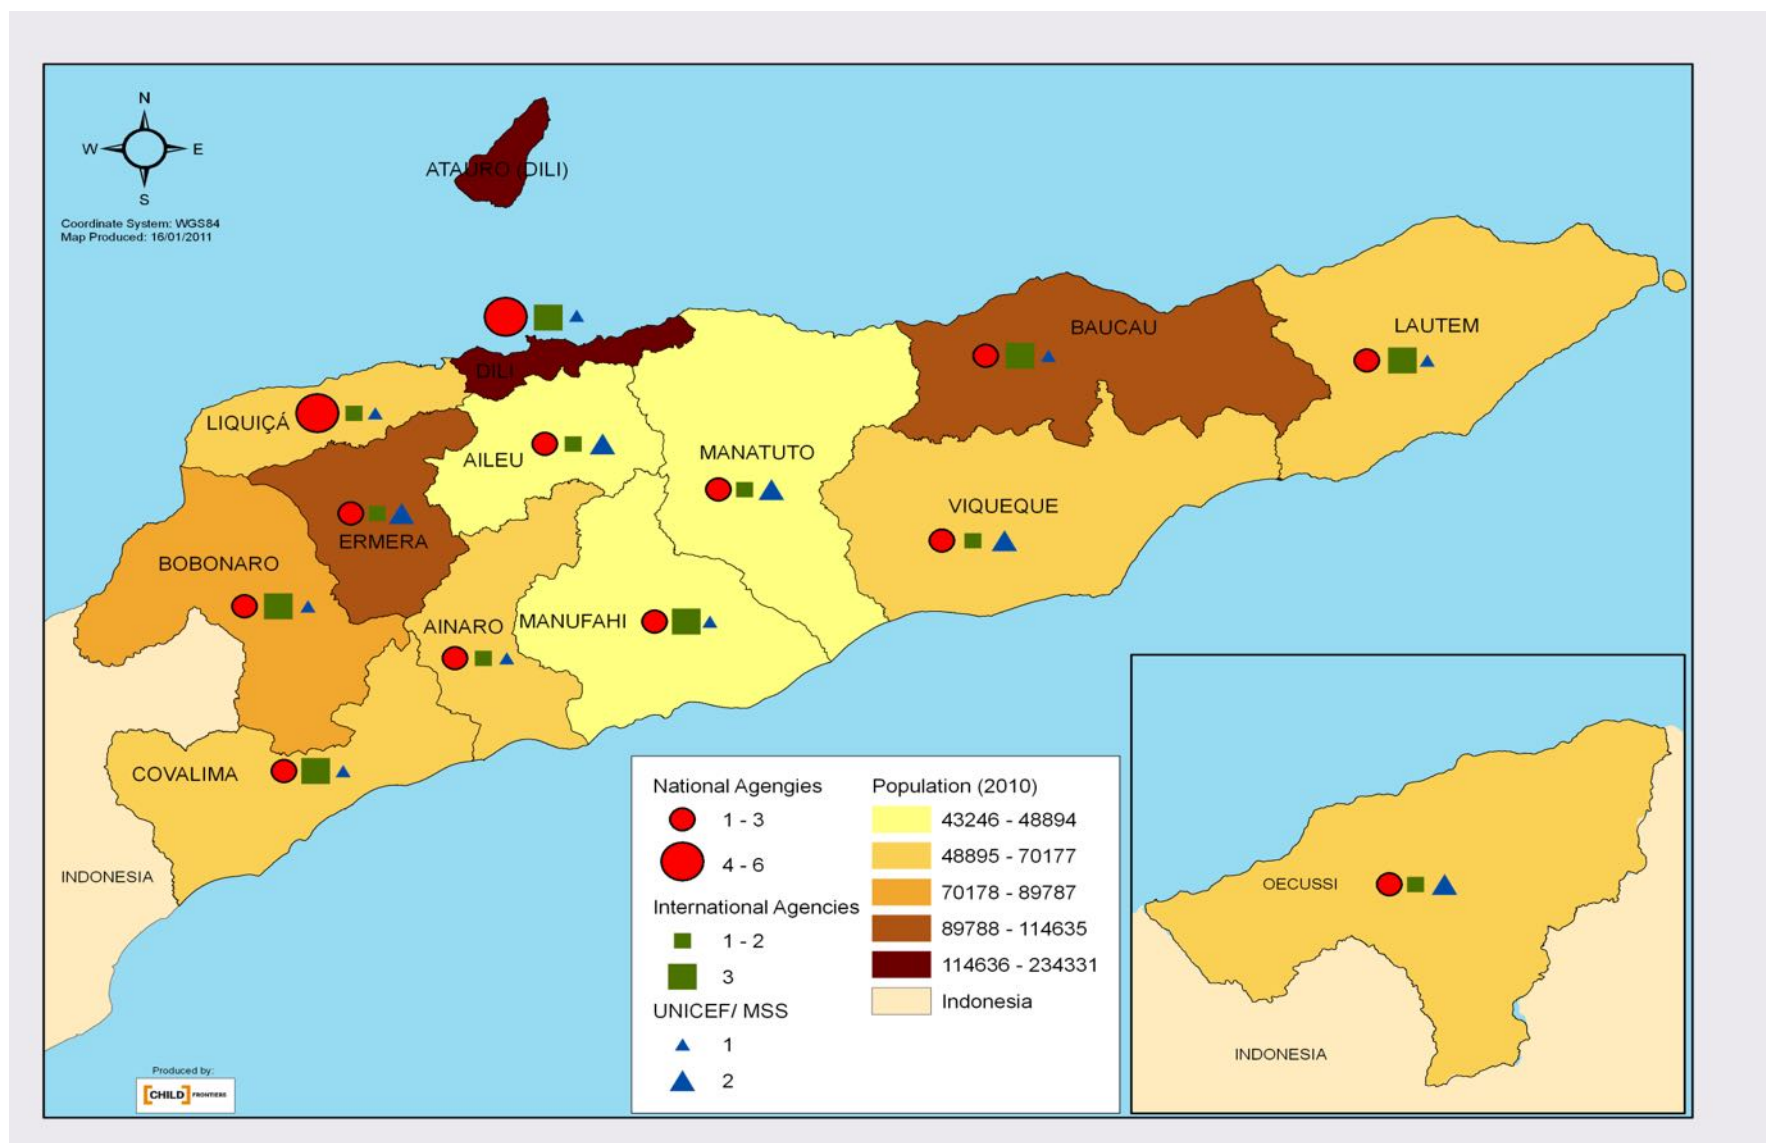 N
W
E
S
Coordinate System: WGS84
Map Produced: 16/01/2011
ATAURO (DILI)
BAUCAU
LAUTEM
DILI
LIQUIÇÁ
AILEU
MANATUTO
VIQUEQUE
ERMERA
BOBONARO
AINARO
MANUFAHI
COVALIMA
INDONESIA
National Agengies
1 - 3
4 - 6
International Agencies
1 - 2
3
UNICEF/ MSS
1
2
Population (2010)
43246 - 48894
48895 - 70177
70178 - 89787
89788 - 114635
114636 - 234331
Indonesia
OECUSSI
INDONESIA
Produced by:
[CHILD] FRONTIERS